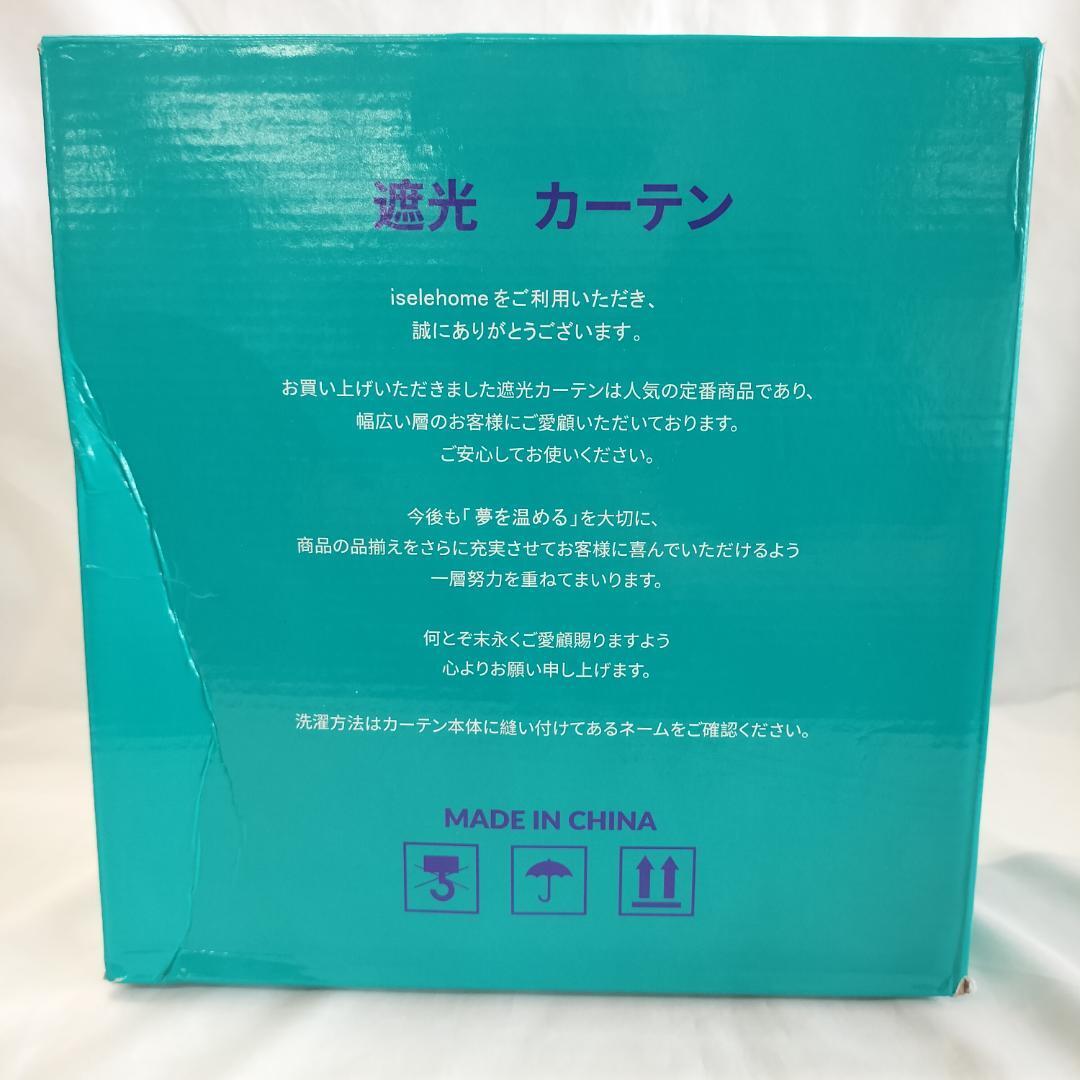 遮光　カーテン
iselehomeをご利用いただき、
誠にありがとうございます。
お買い上げいただきました遮光カーテンは人気の定番商品であり、
幅広い層のお客様にご愛顧いただいております。
ご安心してお使いください。
今後も「夢を温める」を大切に、
商品の品揃えをさらに充実させてお客様に喜んでいただけるよう
一層努力を重ねてまいります。
何とぞ末永くご愛顧賜りますよう
心よりお願い申し上げます。
洗濯方法はカーテン本体に縫い付けてあるネームをご確認ください。
MADE IN CHINA